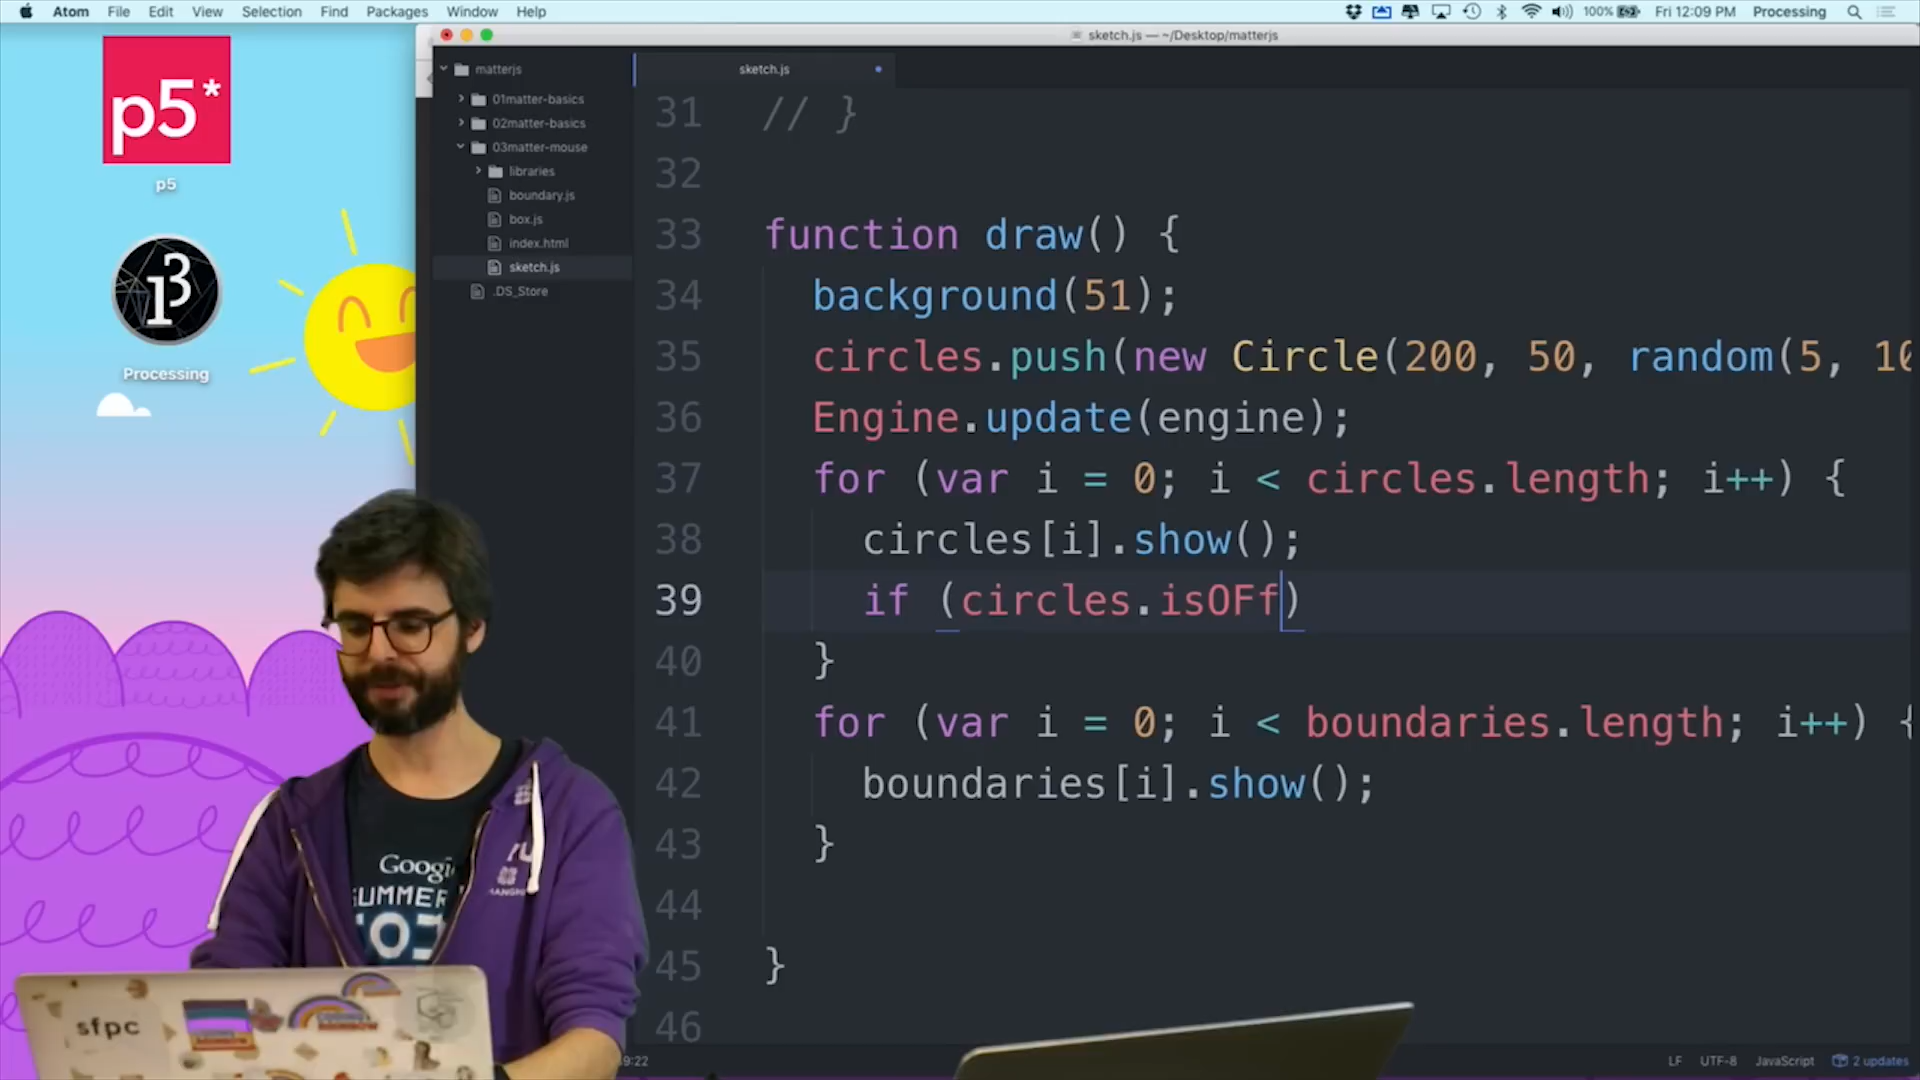 Atom File Edit View Selection Find Packages Window Help
100% Fri 12:09 PM Processing
sketch.js — ~/Desktop/matterjs
p5*
p5
Processing
matterjs
01matter-basics
02matter-basics
03matter-mouse
libraries
boundary.js
box.js
index.html
sketch.js
.DS_Store
sketch.js
31 // }
32
33 function draw() {
34 background(51);
35 circles.push(new Circle(200, 50, random(5, 10
36 Engine.update(engine);
37 for (var i = 0; i < circles.length; i++) {
38 circles[i].show();
39 if (circles.isOFf)
40 }
41 for (var i = 0; i < boundaries.length; i++) {
42 boundaries[i].show();
43 }
44
45 }
46
Google
SUMMER
sfpc
LF UTF-8 JavaScript 2 updates